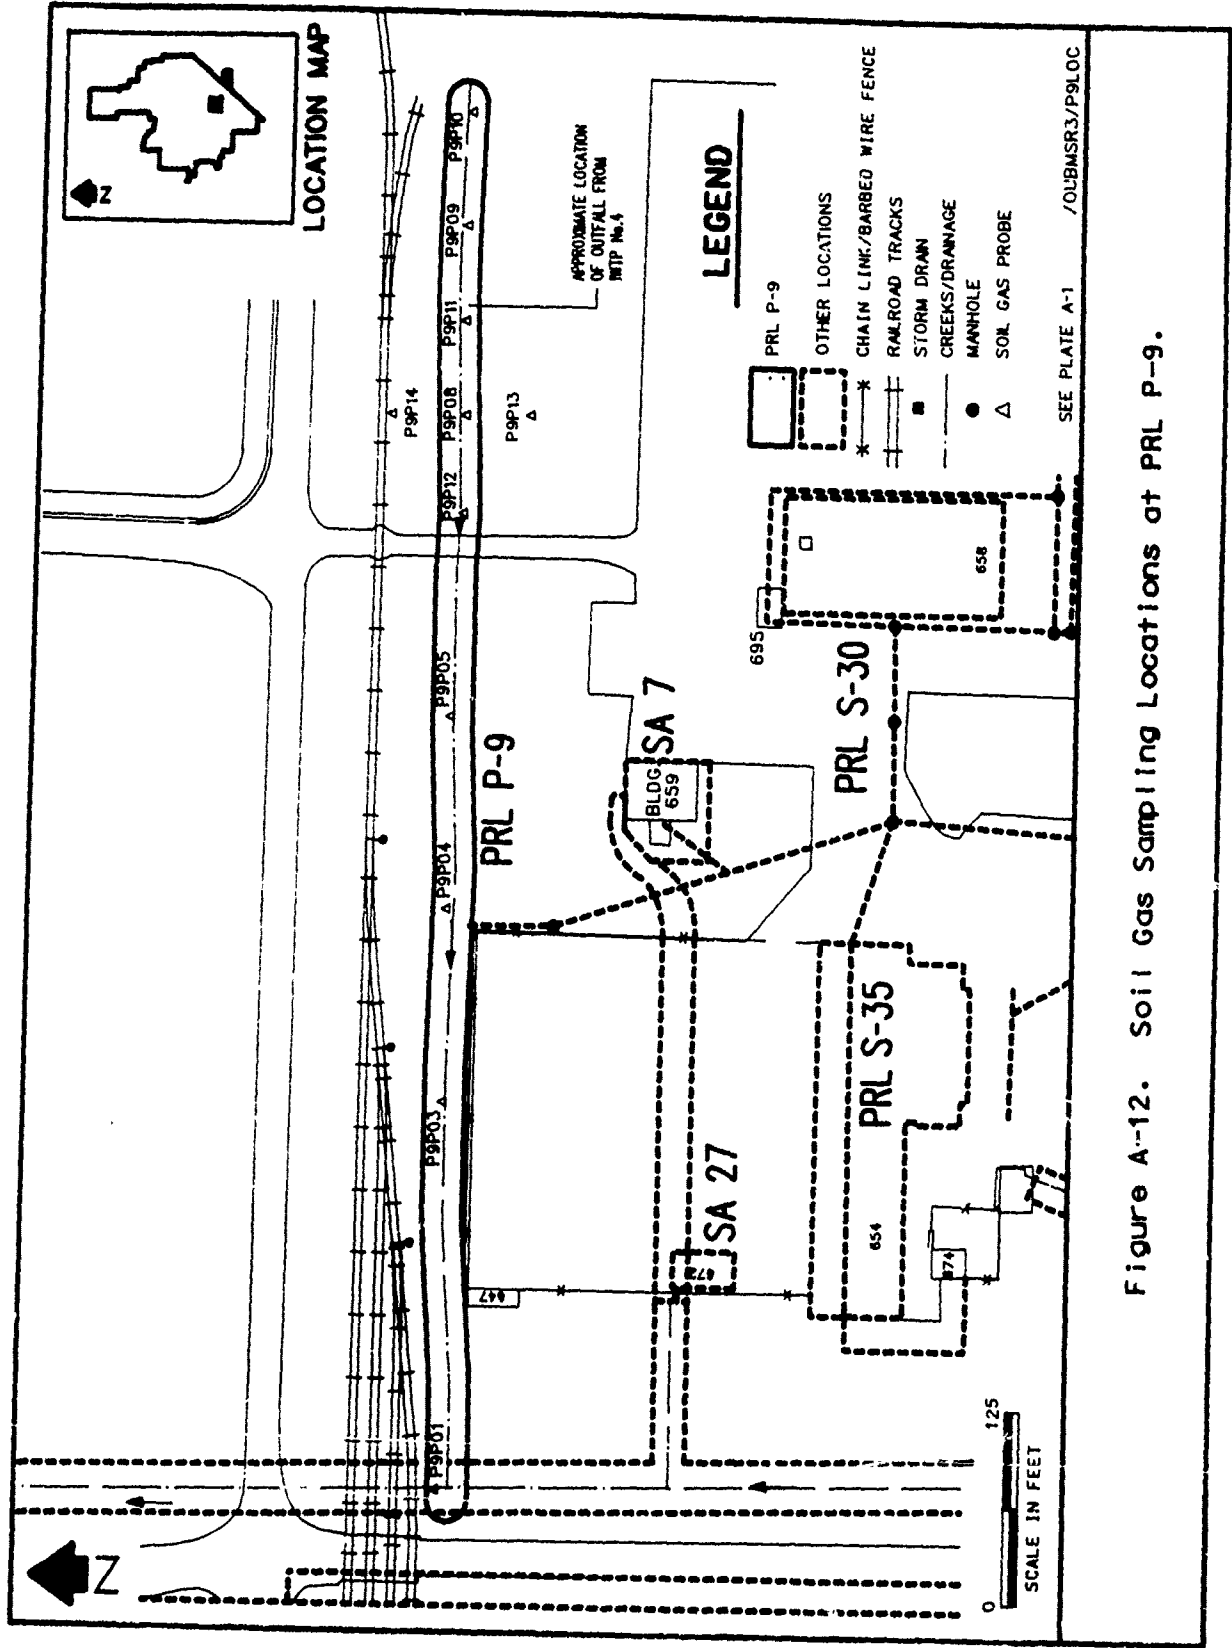 N
LOCATION MAP
N
P9P01
P9P03
P9P04
P9P05
P9P12
P9P08
P9P11
P9P09
P9P10
P9P14
P9P13
APPROXIMATE LOCATION
OF OUTFALL FROM
IWTP No.4
PRL P-9
447
BLDG
659
SA 7
SA 27
695
PRL S-30
658
PRL S-35
654
LEGEND
PRL P-9
OTHER LOCATIONS
CHAIN LINK/BARBED WIRE FENCE
RAILROAD TRACKS
STORM DRAIN
CREEKS/DRAINAGE
MANHOLE
SOIL GAS PROBE
0 125
SCALE IN FEET
SEE PLATE A-1 /OUBMSR3/P9LOC
Figure A-12. Soil Gas Sampling Locations at PRL P-9.